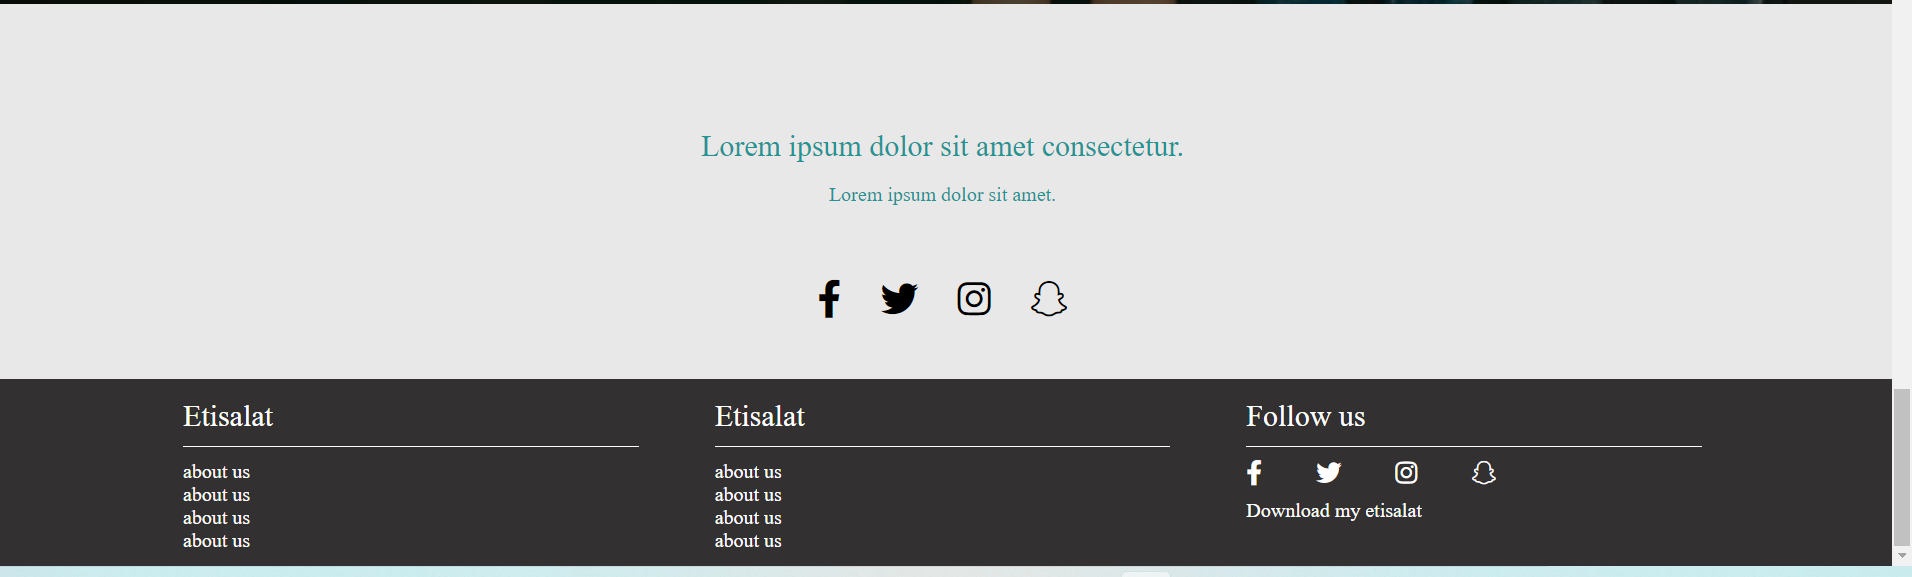 Lorem ipsum dolor sit amet consectetur.
Lorem ipsum dolor sit amet.
Etisalat
about us
about us
about us
about us
Etisalat
about us
about us
about us
about us
Follow us
Download my etisalat